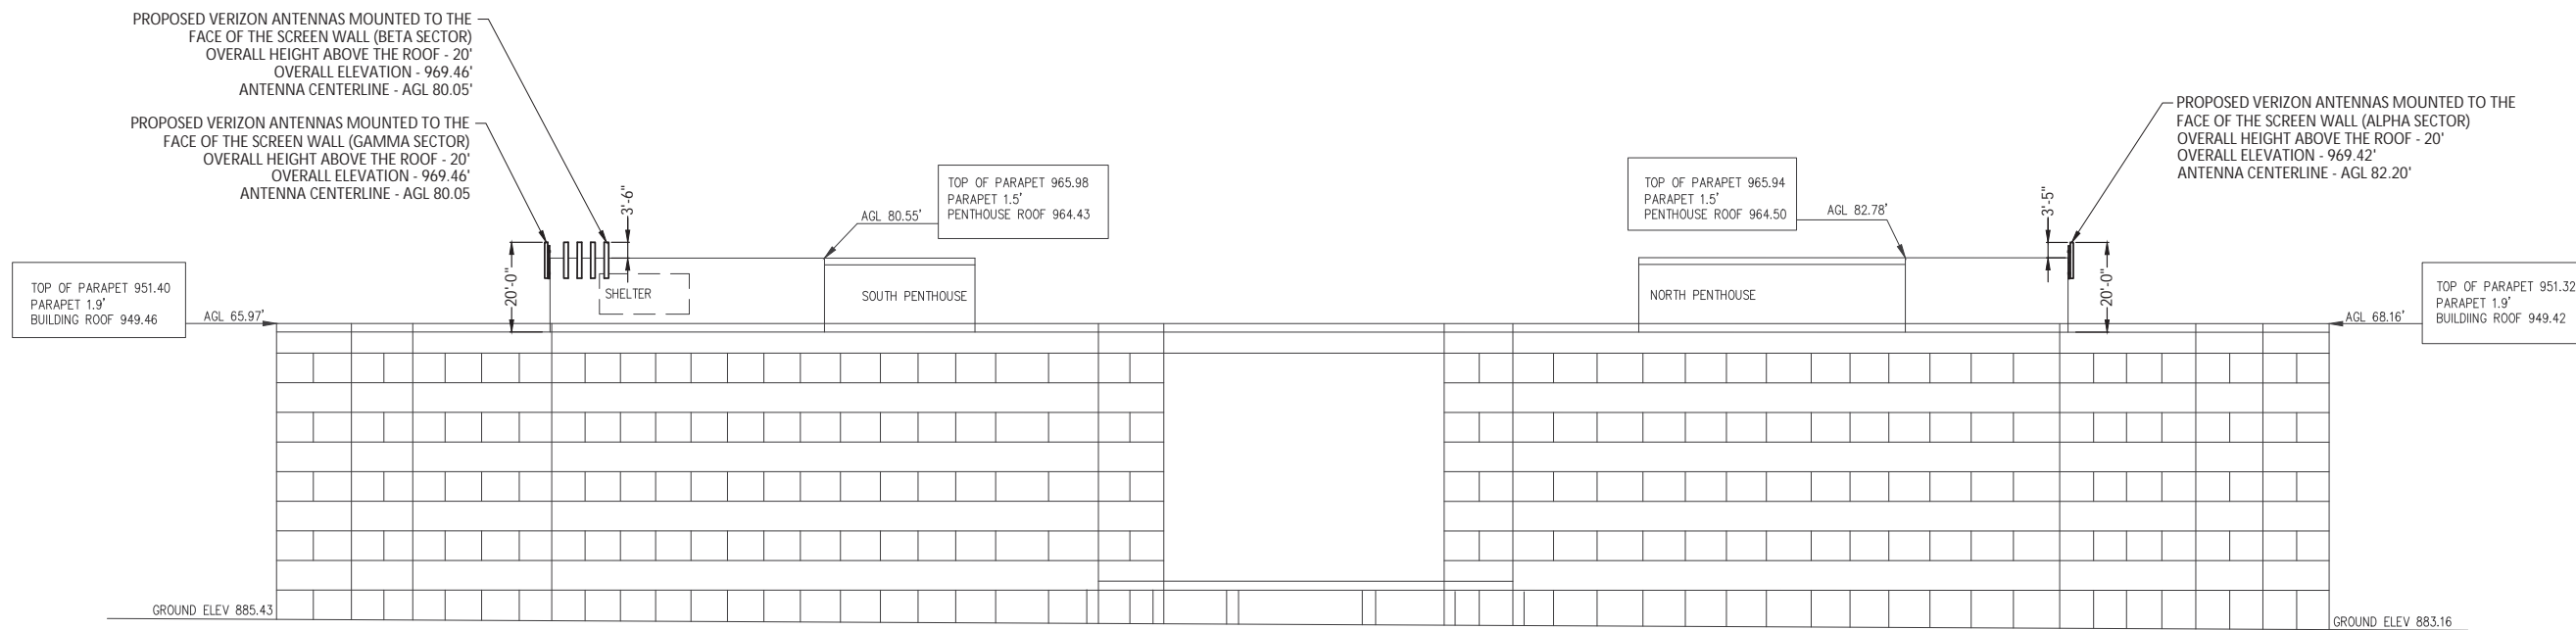 PROPOSED VERIZON ANTENNAS MOUNTED TO THE
FACE OF THE SCREEN WALL (BETA SECTOR)
OVERALL HEIGHT ABOVE THE ROOF - 20'
OVERALL ELEVATION - 969.46'
ANTENNA CENTERLINE - AGL 80.05'
PROPOSED VERIZON ANTENNAS MOUNTED TO THE
FACE OF THE SCREEN WALL (GAMMA SECTOR)
OVERALL HEIGHT ABOVE THE ROOF - 20'
OVERALL ELEVATION - 969.46'
ANTENNA CENTERLINE - AGL 80.05
PROPOSED VERIZON ANTENNAS MOUNTED TO THE
FACE OF THE SCREEN WALL (ALPHA SECTOR)
OVERALL HEIGHT ABOVE THE ROOF - 20'
OVERALL ELEVATION - 969.42'
ANTENNA CENTERLINE - AGL 82.20'
TOP OF PARAPET 965.98
PARAPET 1.5'
PENTHOUSE ROOF 964.43
AGL 80.55'
TOP OF PARAPET 965.94
PARAPET 1.5'
PENTHOUSE ROOF 964.50
AGL 82.78'
3'-6"
3'-5"
20'-0"
20'-0"
TOP OF PARAPET 951.40
PARAPET 1.9'
BUILDING ROOF 949.46
AGL 65.97'
SHELTER
SOUTH PENTHOUSE
NORTH PENTHOUSE
TOP OF PARAPET 951.32
PARAPET 1.9'
BUILDIING ROOF 949.42
AGL 68.16'
GROUND ELEV 885.43
GROUND ELEV 883.16